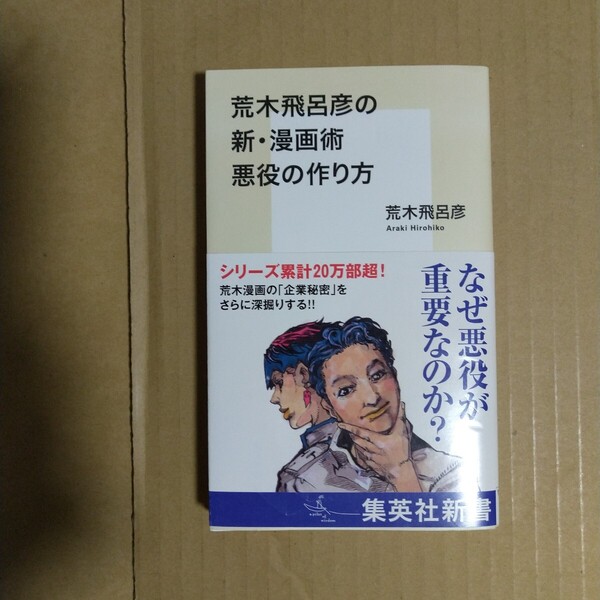 荒木飛呂彦の
新・漫画術
悪役の作り方
荒木飛呂彦
Araki Hirohiko
シリーズ累計20万部超!
荒木漫画の「企業秘密」を
さらに深掘りする!!
なぜ悪役が
重要なのか?
集英社新書